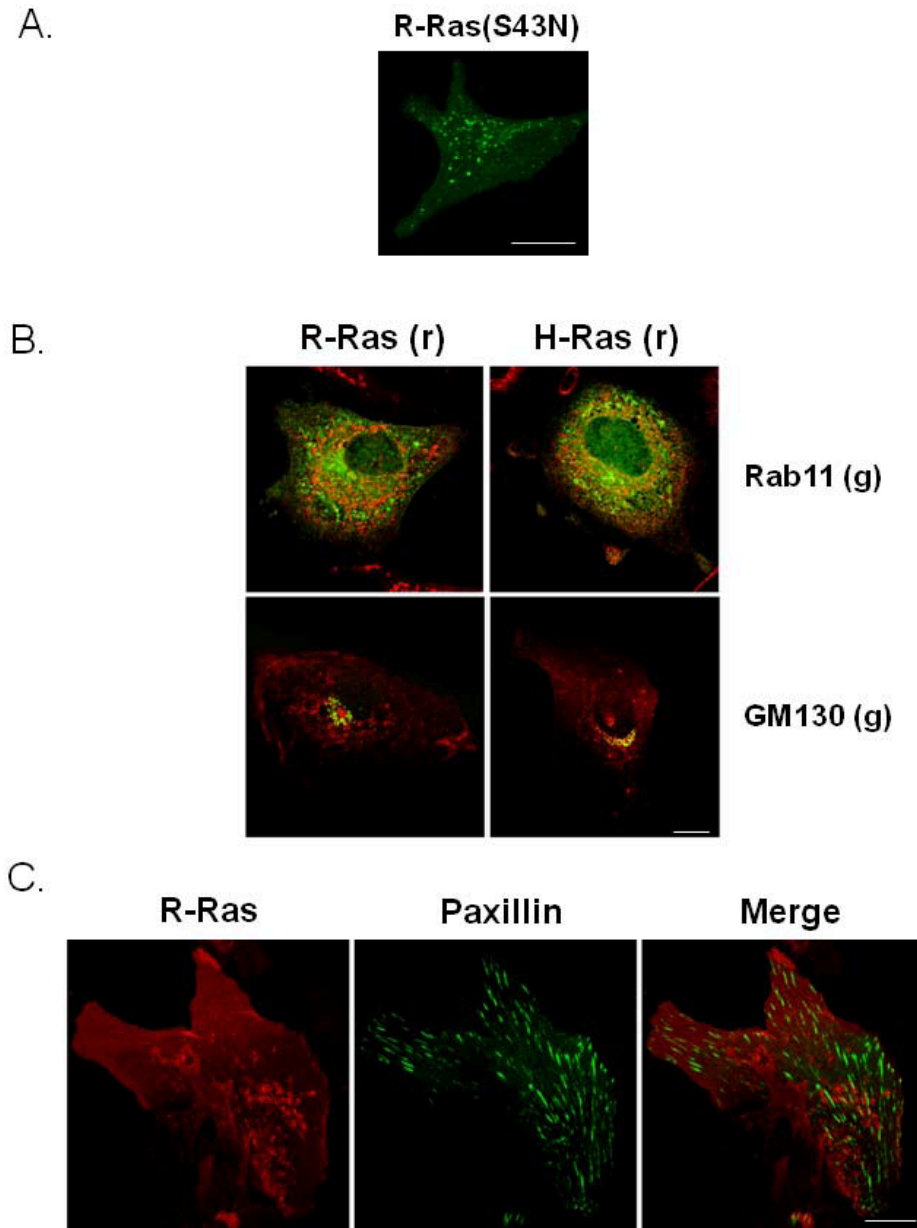 A.
R-Ras(S43N)
B.
R-Ras (r)
H-Ras (r)
Rab11 (g)
GM130 (g)
C.
R-Ras
Paxillin
Merge